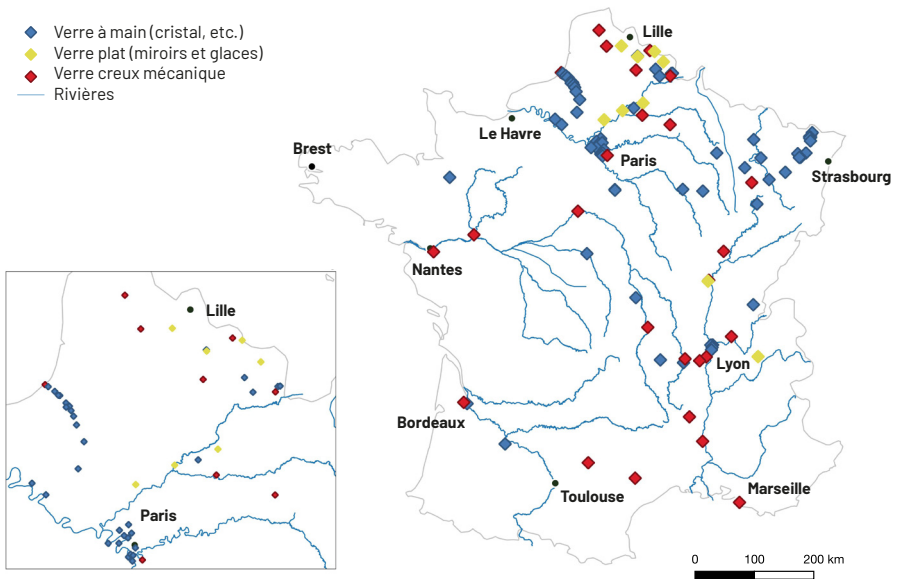 Verre à main (cristal, etc.)
Verre plat (miroirs et glaces)
Verre creux mécanique
Rivières
Lille
Le Havre
Brest
Paris
Strasbourg
Nantes
Lille
Lyon
Bordeaux
Marseille
Toulouse
Paris
0 100 200 km